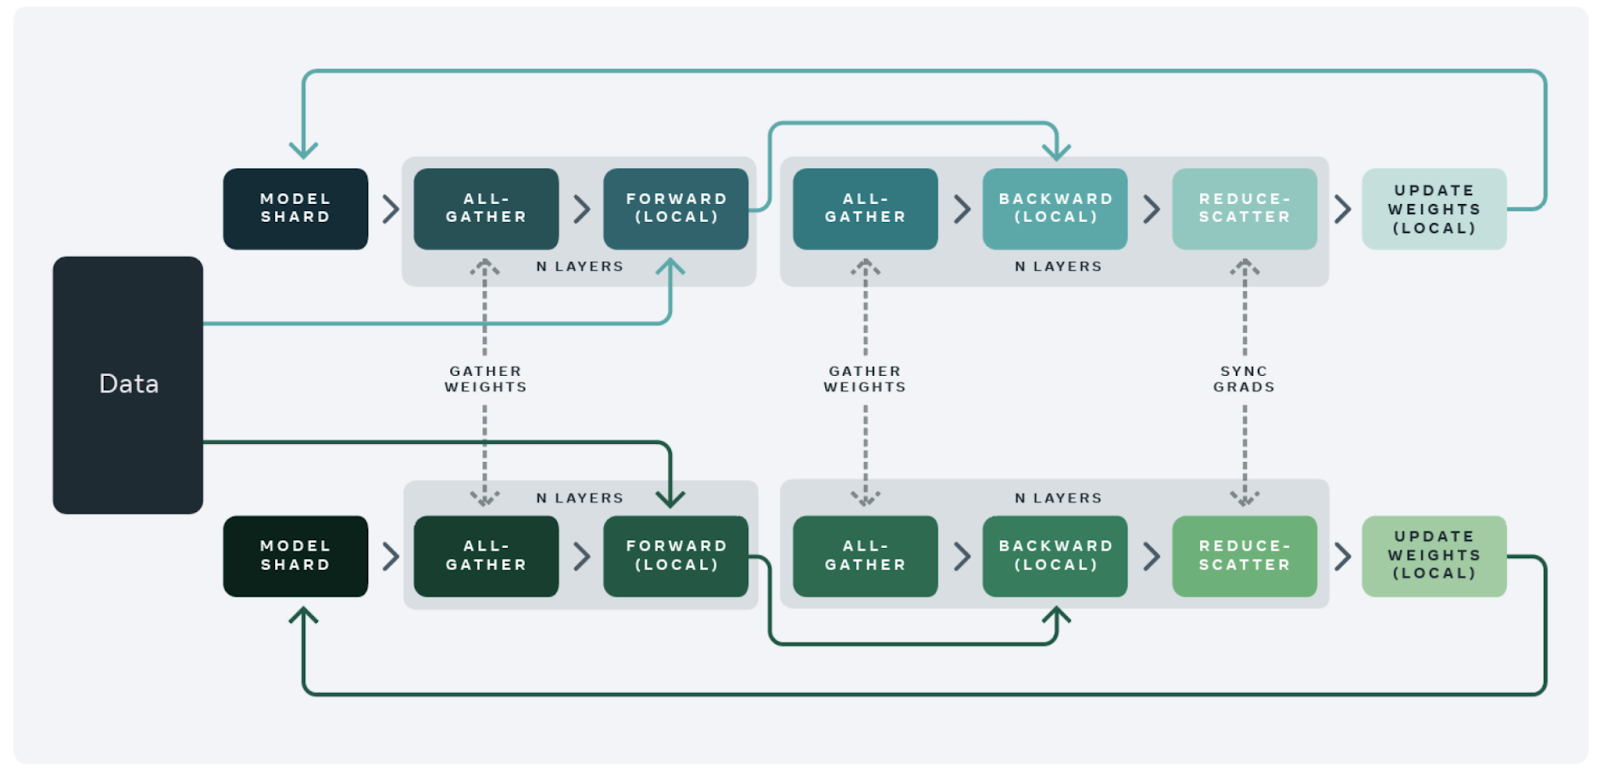 MODEL
SHARD
ALL-
GATHER
FORWARD
(LOCAL)
N LAYERS
ALL-
GATHER
BACKWARD
(LOCAL)
REDUCE-
SCATTER
N LAYERS
UPDATE
WEIGHTS
(LOCAL)
Data
GATHER
WEIGHTS
GATHER
WEIGHTS
SYNC
GRADS
MODEL
SHARD
N LAYERS
ALL-
GATHER
FORWARD
(LOCAL)
N LAYERS
ALL-
GATHER
BACKWARD
(LOCAL)
REDUCE-
SCATTER
UPDATE
WEIGHTS
(LOCAL)